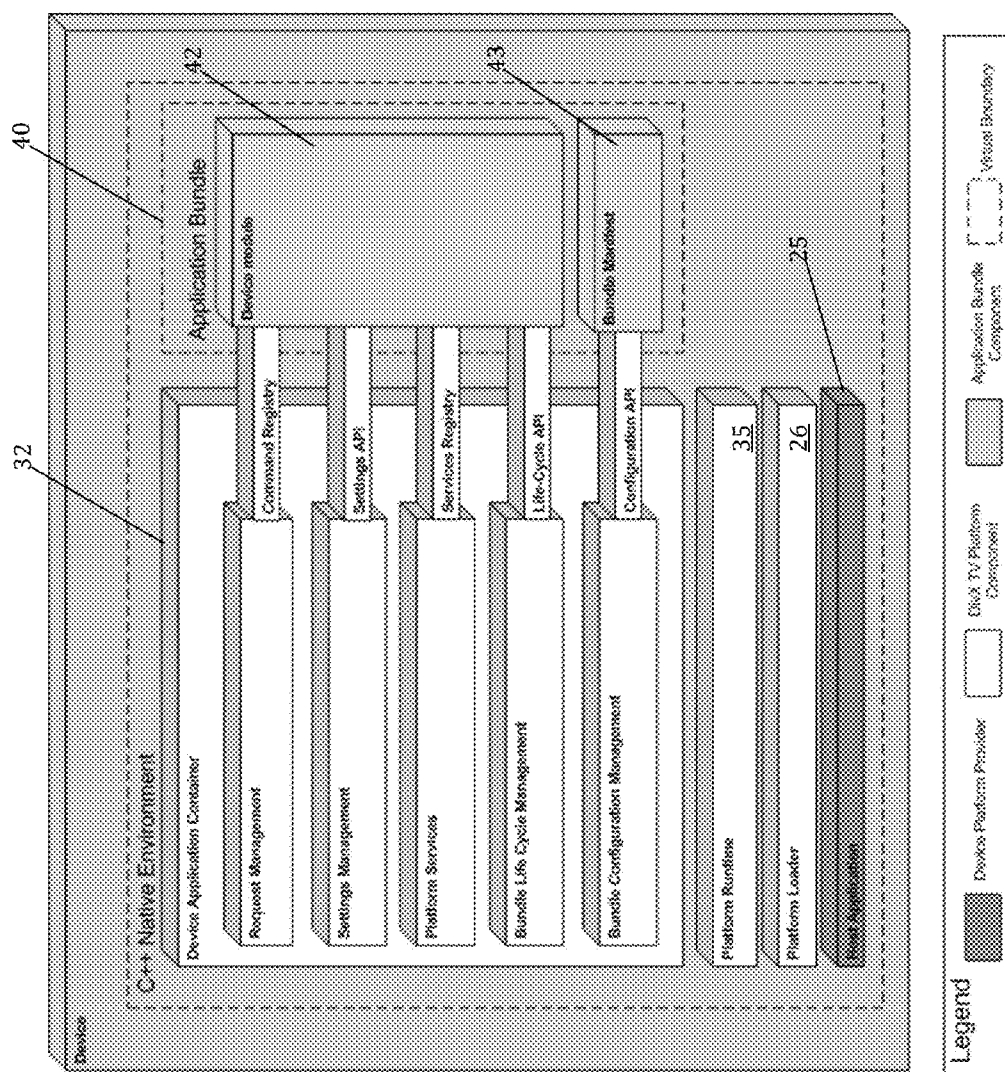 Device
C++ Native Environment
32
Device Application Container
Request Management
Command Registry
Settings Management
Settings API
Platform Services
Services Registry
Bundle Life Cycle Management
Life-Cycle API
Bundle Configuration Management
Configuration API
40
Application Bundle
Device module
42
Bundle Manifest
43
Platform Runtime
35
Platform Loader
26
Host Application
25
Legend
Device Platform Provider
DivX TV Platform
Component
Application Bundle
Component
Virtual Boundary